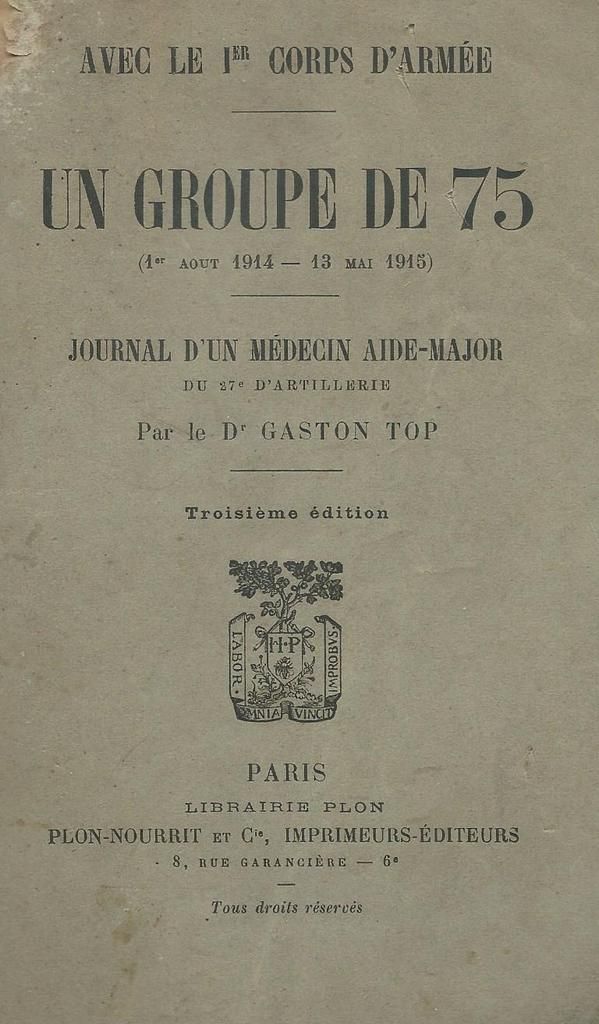 AVEC LE 1ER CORPS D'ARMÉE
UN GROUPE DE 75
(1er AOUT 1914 — 13 MAI 1915)
JOURNAL D'UN MÉDECIN AIDE-MAJOR
DU 27e D'ARTILLERIE
Par le Dr GASTON TOP
Troisième édition
LABOR
H·P
IMPROBVS
OMNIA VINCIT
PARIS
LIBRAIRIE PLON
PLON-NOURRIT ET Cie, IMPRIMEURS-ÉDITEURS
8, RUE GARANCIÈRE — 6e
Tous droits réservés